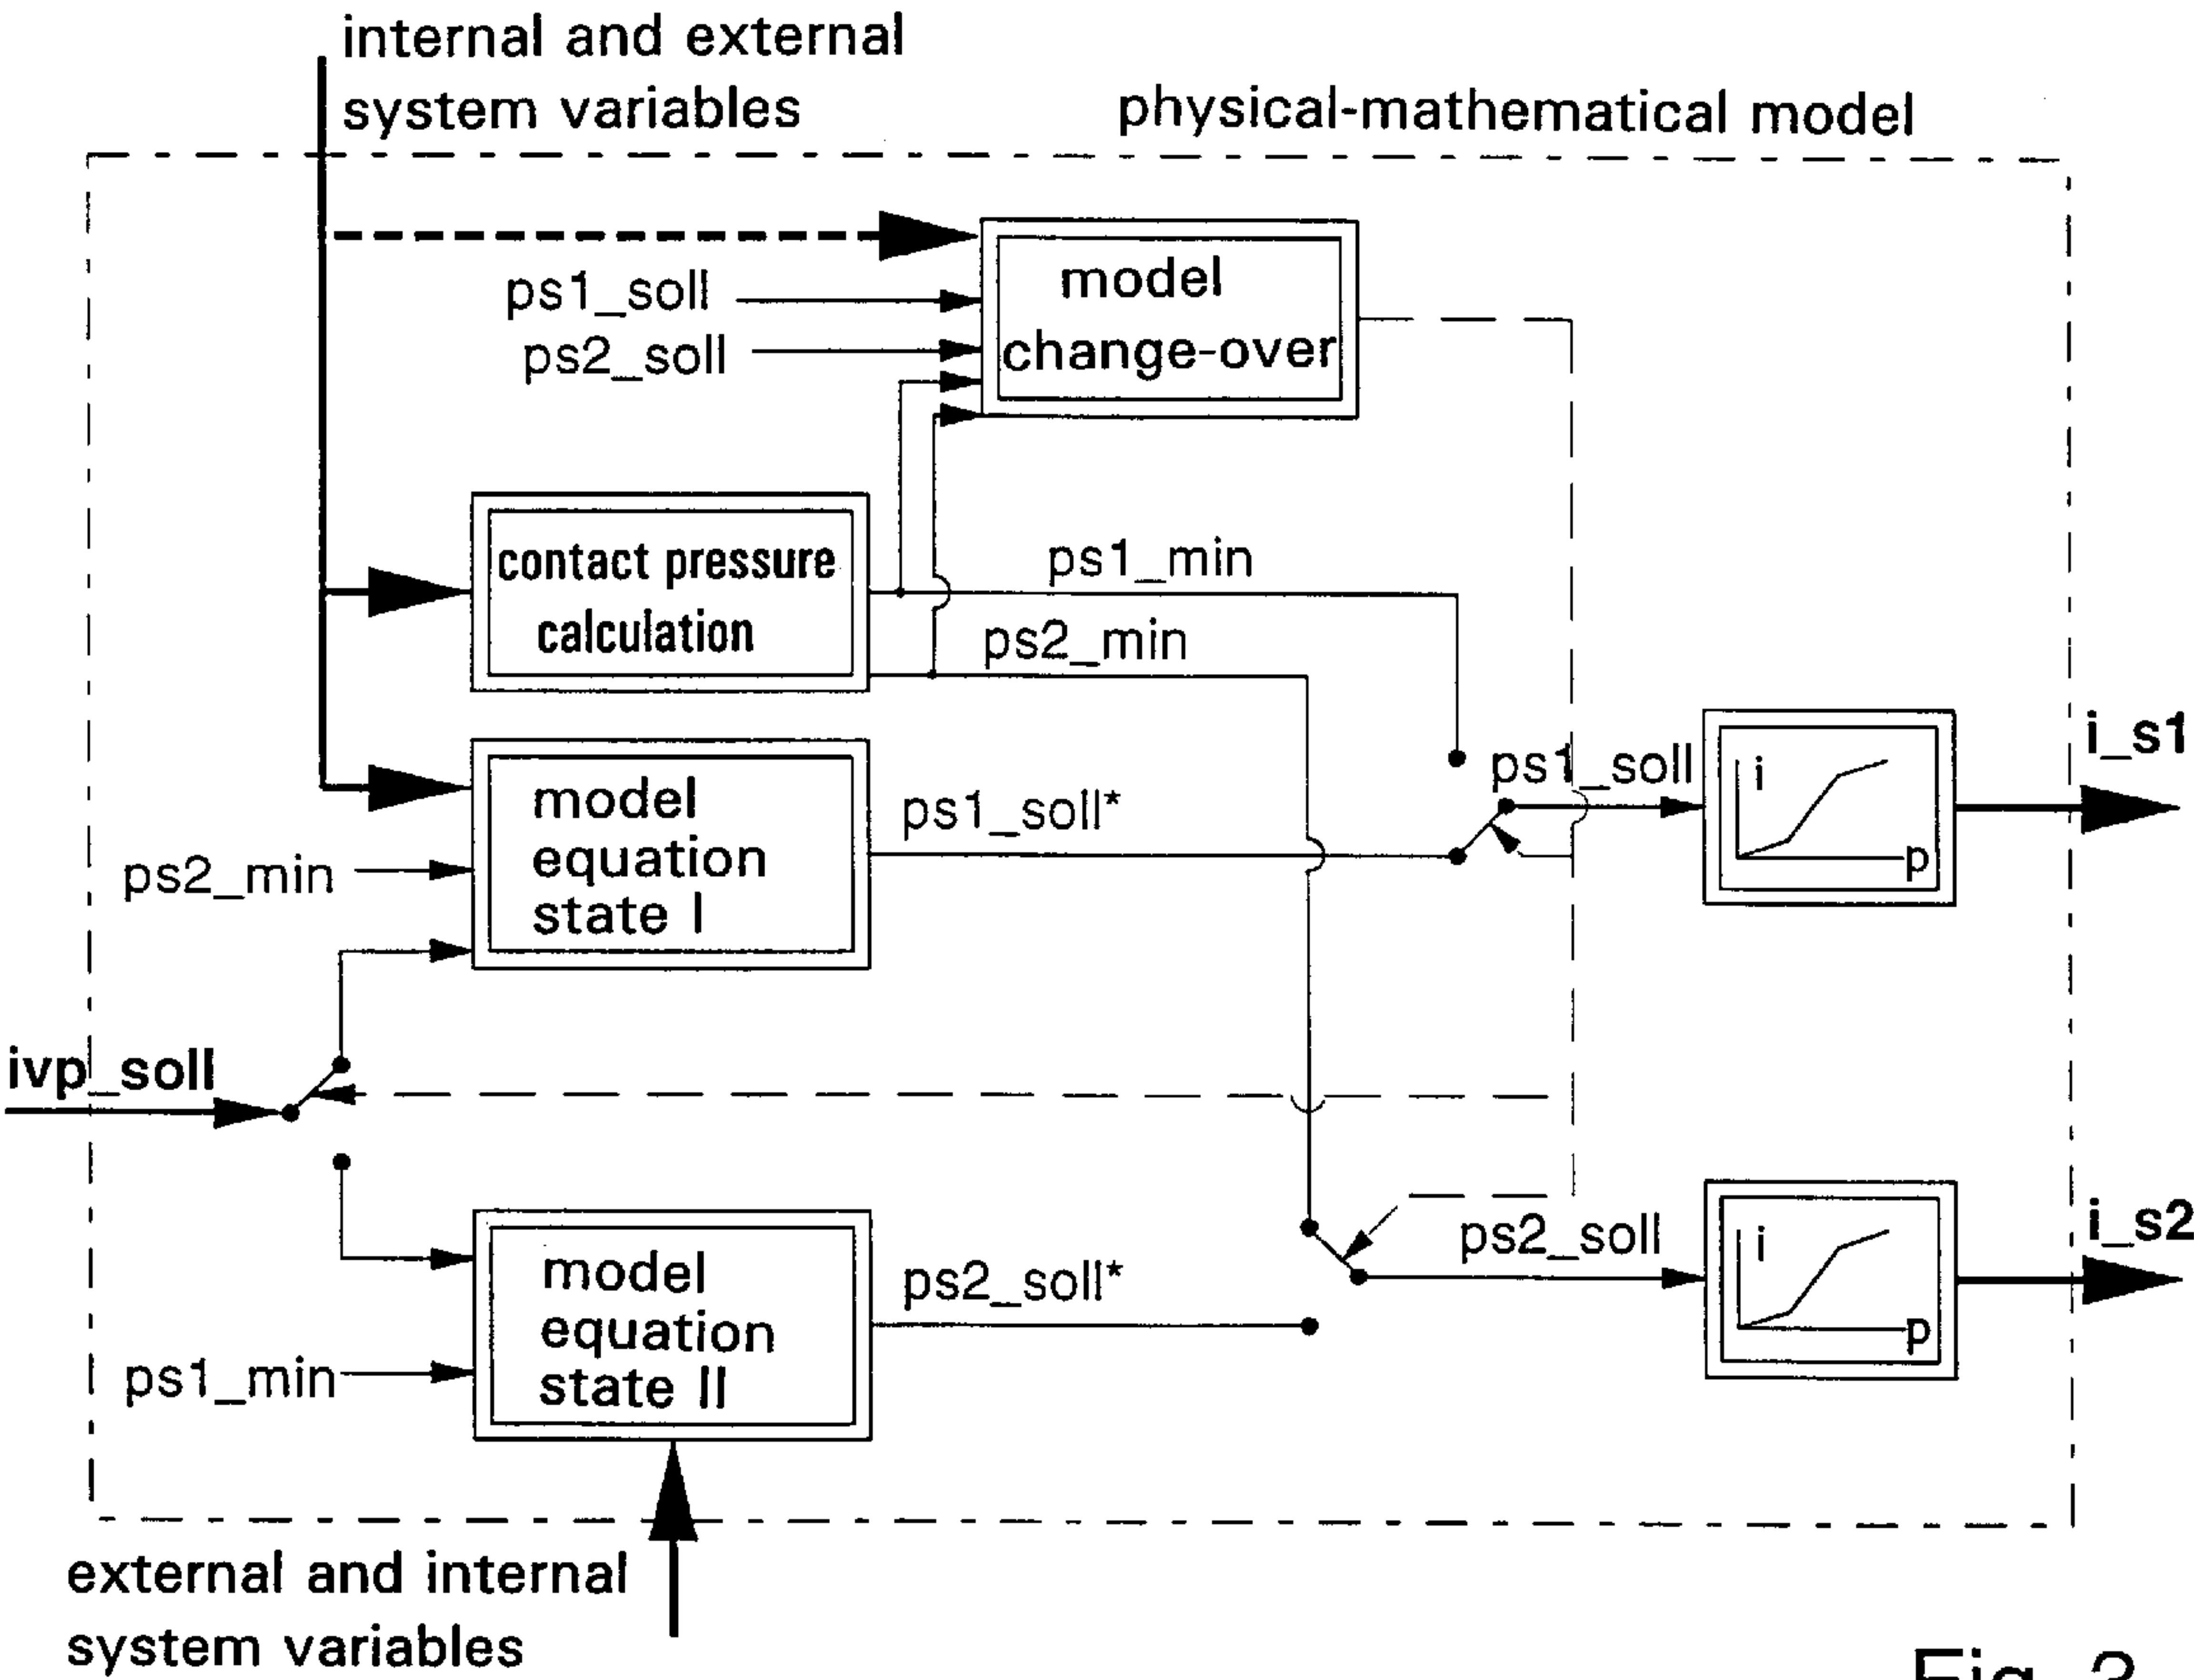 internal and external
system variables
physical-mathematical model
ps1_soll
ps2_soll
model
change-over
contact pressure
calculation
ps1_min
ps2_min
model
equation
state I
ps2_min
ps1_soll*
ps1_soll
i
p
i_s1
ivp_soll
model
equation
state II
ps1_min
ps2_soll*
ps2_soll
i
p
i_s2
external and internal
system variables